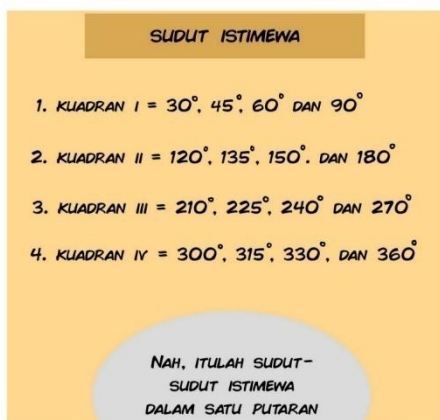 SUDUT ISTIMEWA
1. KUADRAN I = 30°, 45°, 60° DAN 90°
2. KUADRAN II = 120°, 135°, 150°. DAN 180°
3. KUADRAN III = 210°, 225°, 240° DAN 270°
4. KUADRAN IV = 300°, 315°, 330°, DAN 360°
NAH, ITULAH SUDUT-
SUDUT ISTIMEWA
DALAM SATU PUTARAN